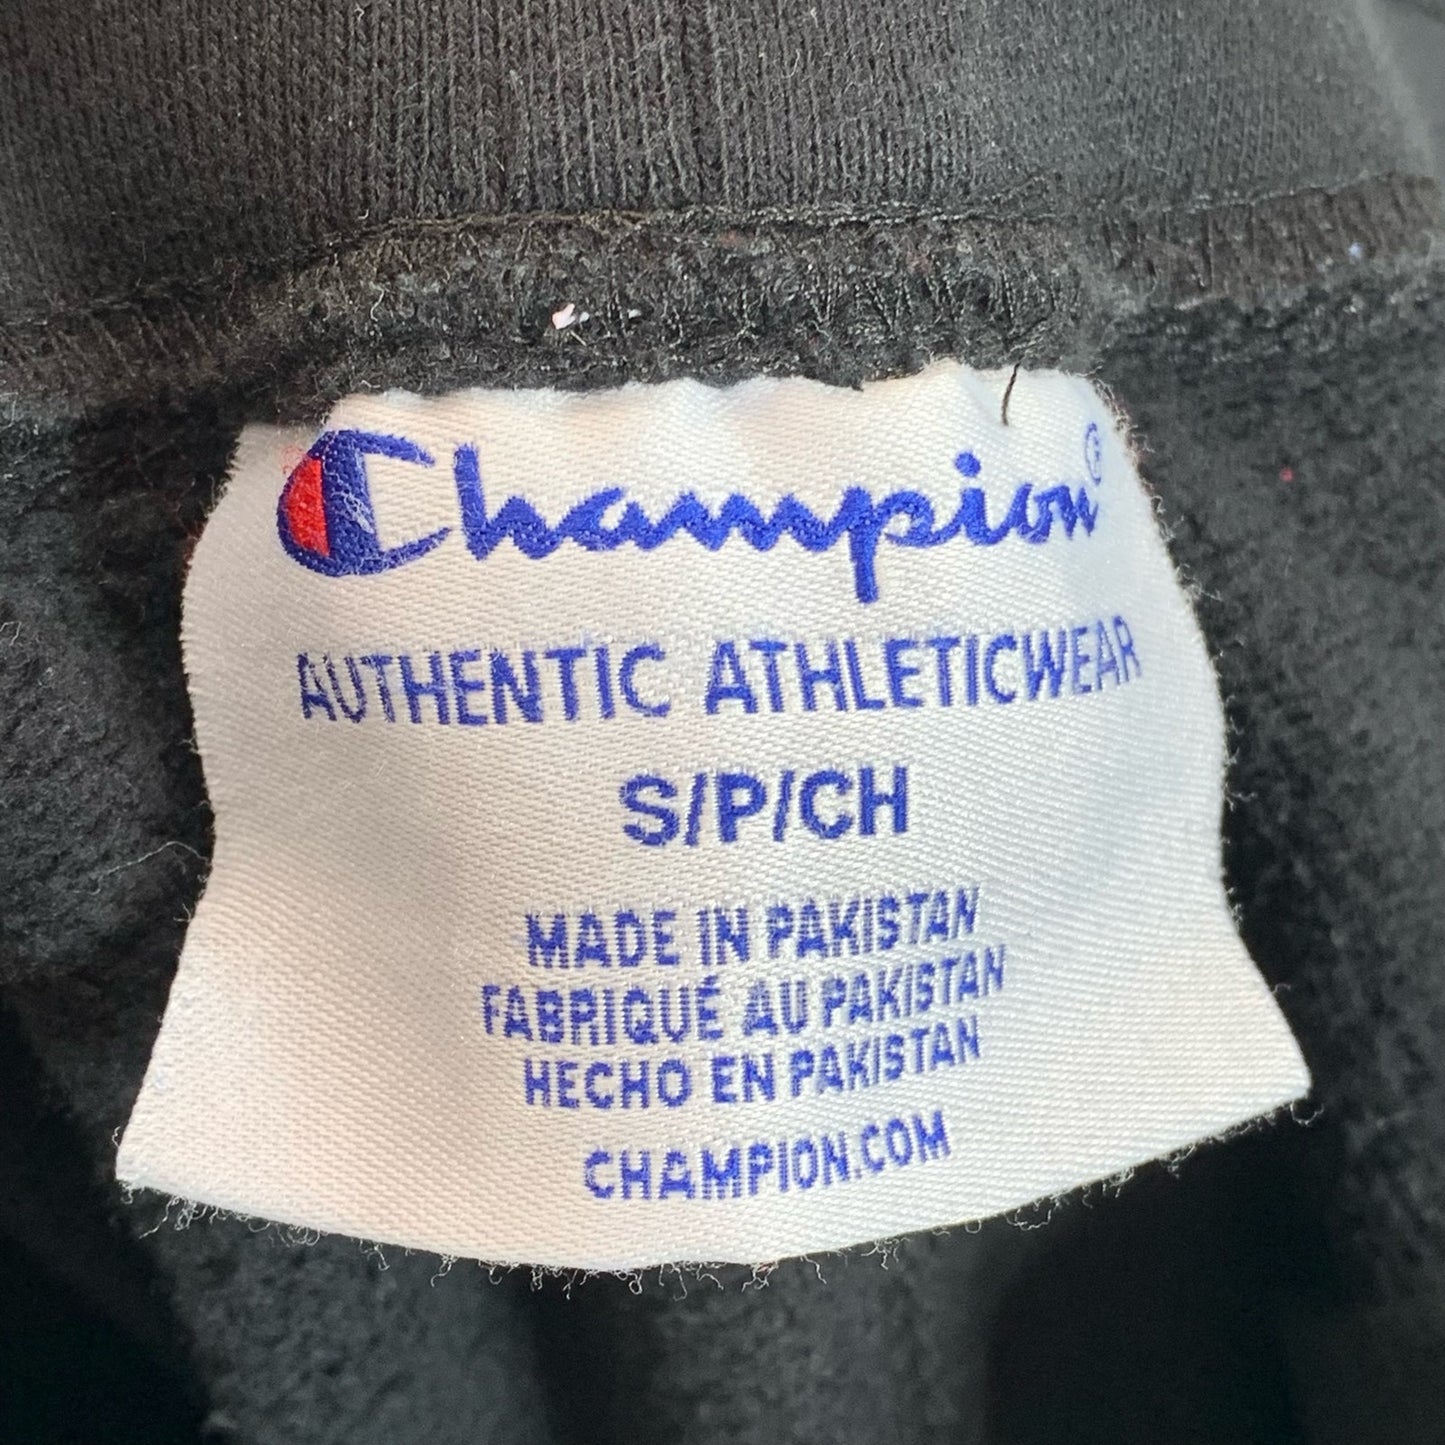 Champion®
AUTHENTIC ATHLETICWEAR
S/P/CH
MADE IN PAKISTAN
FABRIQUÉ AU PAKISTAN
HECHO EN PAKISTAN
CHAMPION.COM